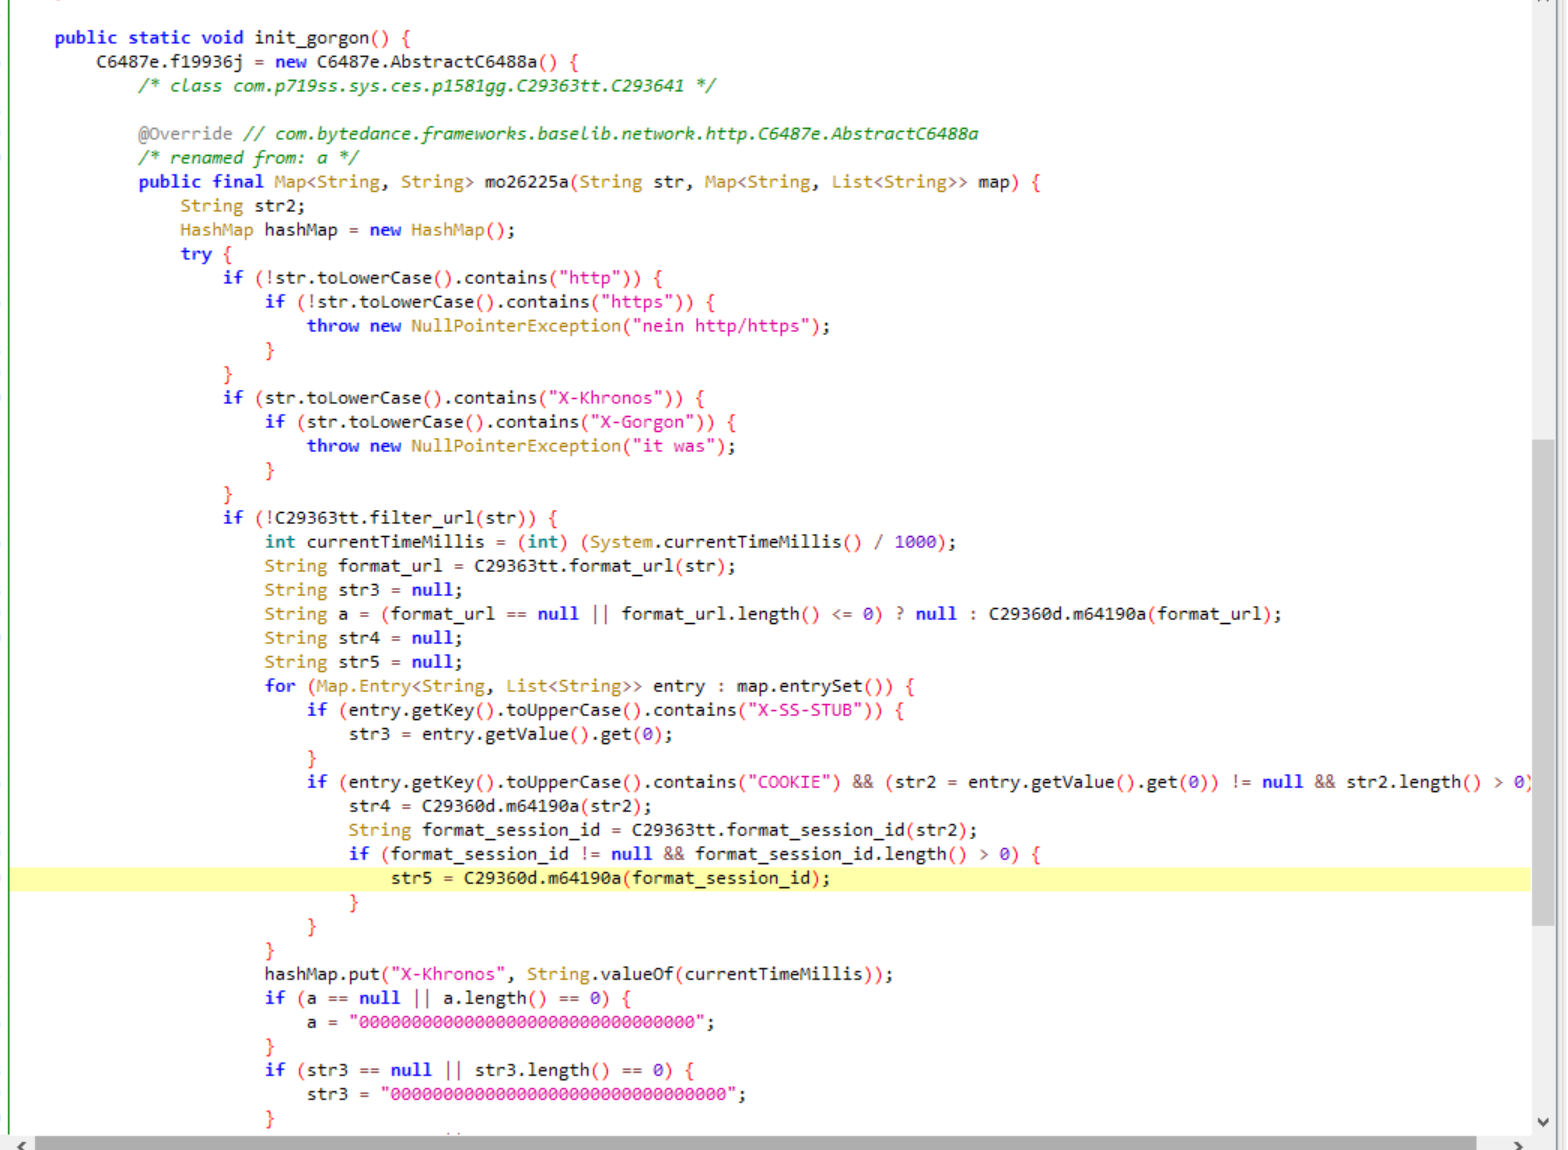 public static void init_gorgon() {
C6487e.f19936j = new C6487e.AbstractC6488a() {
/* class com.p719ss.sys.ces.p1581gg.C29363tt.C293641 */
@Override // com.bytedance.frameworks.baselib.network.http.C6487e.AbstractC6488a
/* renamed from: a */
public final Map<String, String> mo26225a(String str, Map<String, List<String>> map) {
String str2;
HashMap hashMap = new HashMap();
try {
if (!str.toLowerCase().contains("http")) {
if (!str.toLowerCase().contains("https")) {
throw new NullPointerException("nein http/https");
}
}
if (str.toLowerCase().contains("X-Khronos")) {
if (str.toLowerCase().contains("X-Gorgon")) {
throw new NullPointerException("it was");
}
}
if (!C29363tt.filter_url(str)) {
int currentTimeMillis = (int) (System.currentTimeMillis() / 1000);
String format_url = C29363tt.format_url(str);
String str3 = null;
String a = (format_url == null || format_url.length() <= 0) ? null : C29360d.m64190a(format_url);
String str4 = null;
String str5 = null;
for (Map.Entry<String, List<String>> entry : map.entrySet()) {
if (entry.getKey().toUpperCase().contains("X-SS-STUB")) {
str3 = entry.getValue().get(0);
}
if (entry.getKey().toUpperCase().contains("COOKIE") && (str2 = entry.getValue().get(0)) != null && str2.length() > 0)
str4 = C29360d.m64190a(str2);
String format_session_id = C29363tt.format_session_id(str2);
if (format_session_id != null && format_session_id.length() > 0) {
str5 = C29360d.m64190a(format_session_id);
}
}
}
hashMap.put("X-Khronos", String.valueOf(currentTimeMillis));
if (a == null || a.length() == 0) {
a = "00000000000000000000000000000000";
}
if (str3 == null || str3.length() == 0) {
str3 = "00000000000000000000000000000000";
}